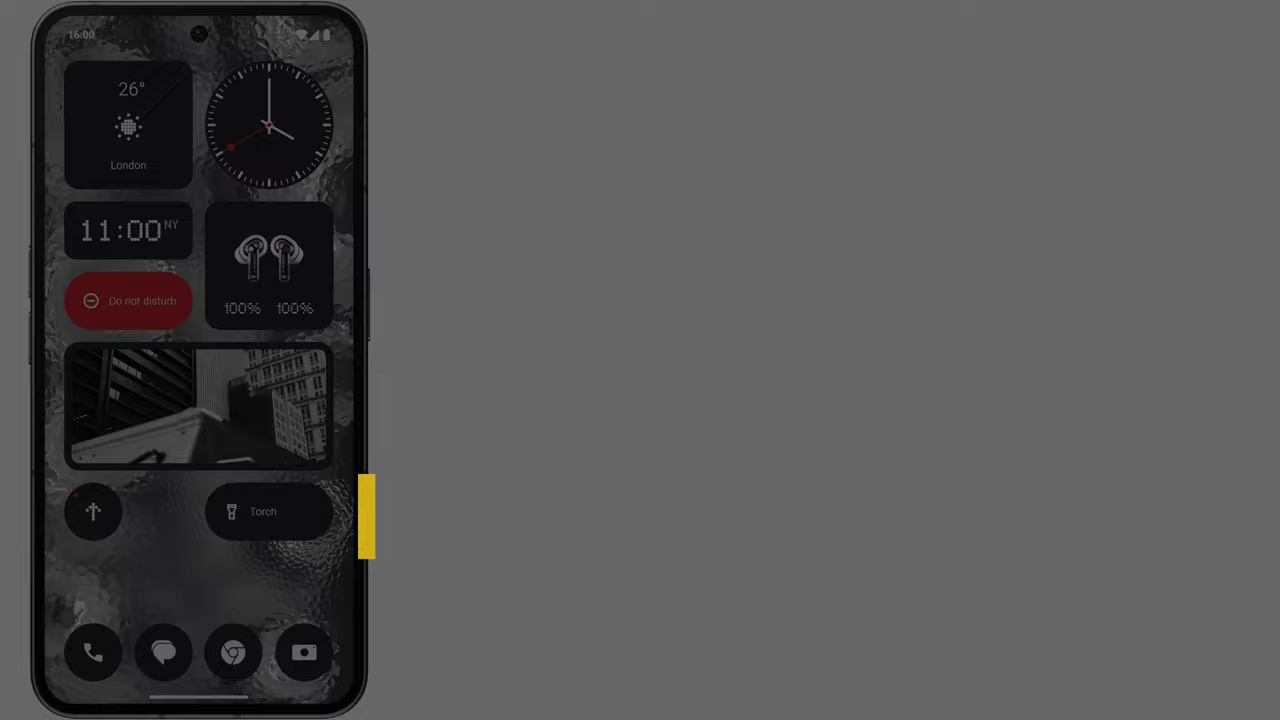 16:00
26°
London
11:00 NY
Do not disturb
100% 100%
Torch